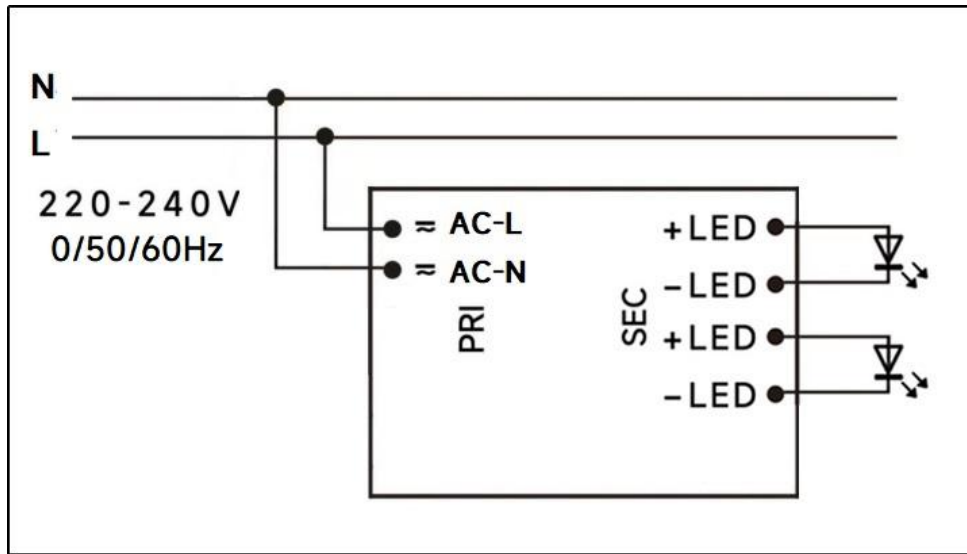 N
L
220-240V
0/50/60Hz
≂ AC-L
≂ AC-N
PRI
SEC
+LED
-LED
+LED
-LED